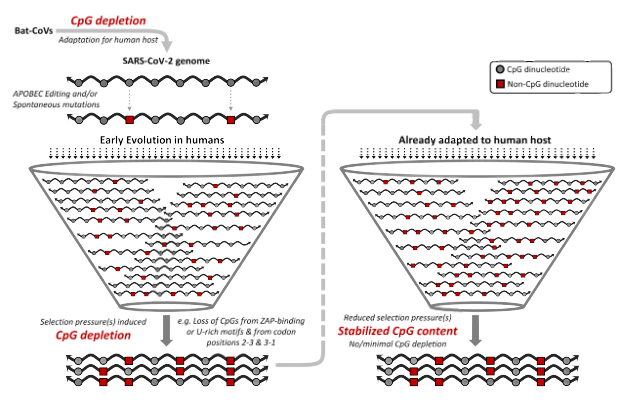 CpG depletion
Bat-CoVs
Adaptation for human host
SARS-CoV-2 genome
CpG dinucleotide
Non-CpG dinucleotide
APOBEC Editing and/or
Spontaneous mutations
Early Evolution in humans
Already adapted to human host
Selection pressure(s) induced
CpG depletion
e.g. Loss of CpGs from ZAP-binding
or U-rich motifs & from codon
positions 2-3 & 3-1
Reduced selection pressure(s)
Stabilized CpG content
No/minimal CpG depletion